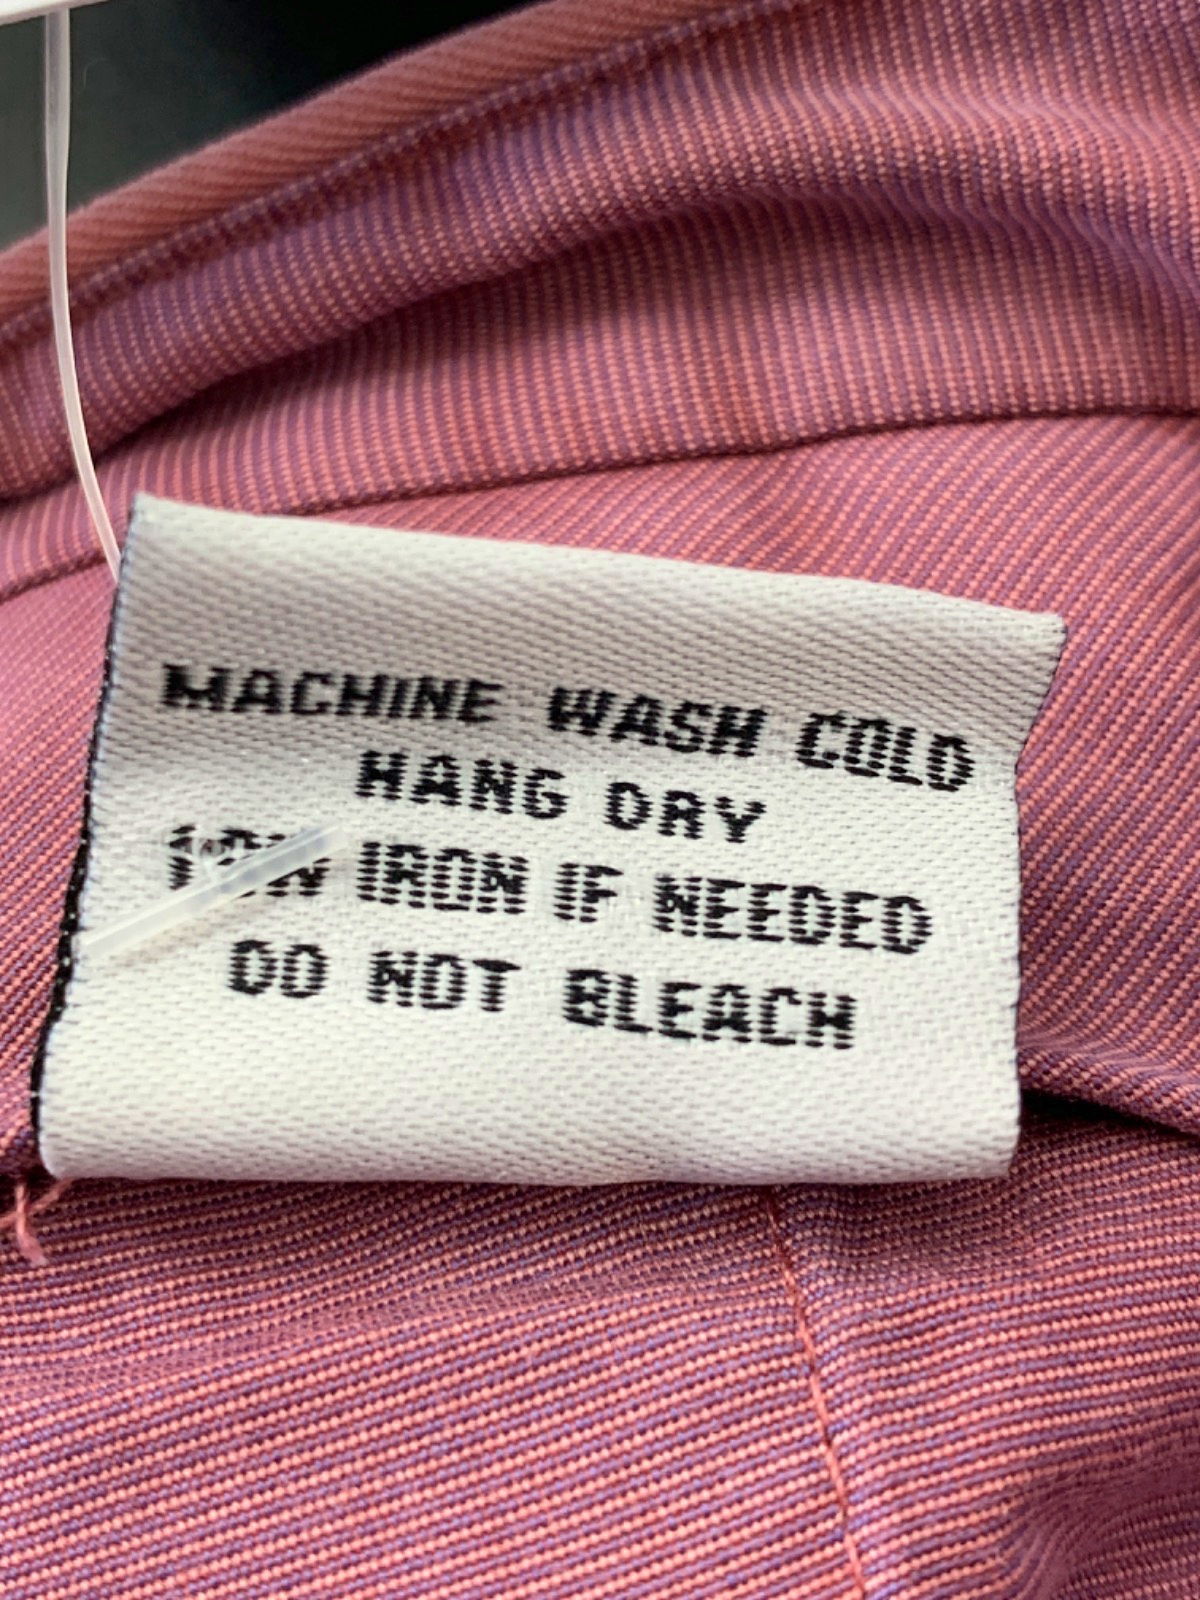 MACHINE WASH COLD
HANG DRY
IRON IF NEEDED
DO NOT BLEACH